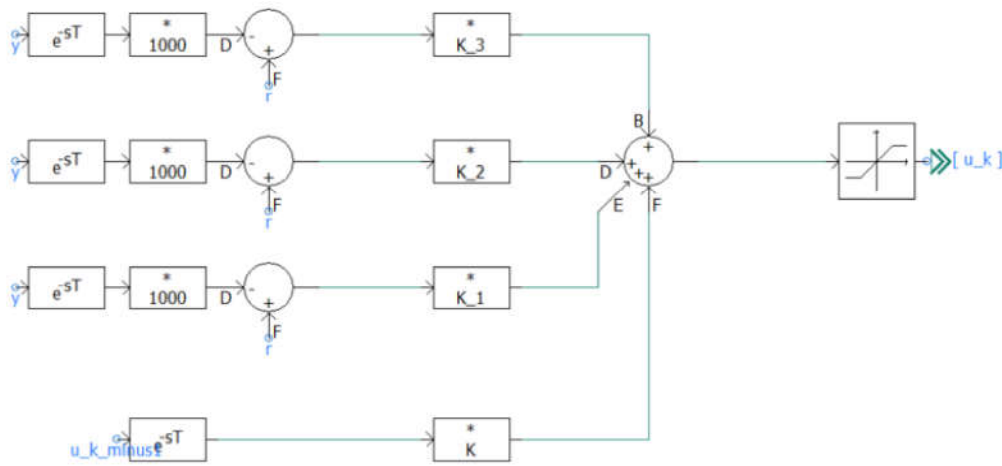 e-sT
*
1000
D
-
+
F
*
K_3
y
r
B
+
e-sT
*
1000
D
-
+
F
*
K_2
D
+
+
+
+
E
F
[ u_k ]
y
r
e-sT
*
1000
D
-
+
F
*
K_1
y
r
e-sT
*
K
u_k_minus1